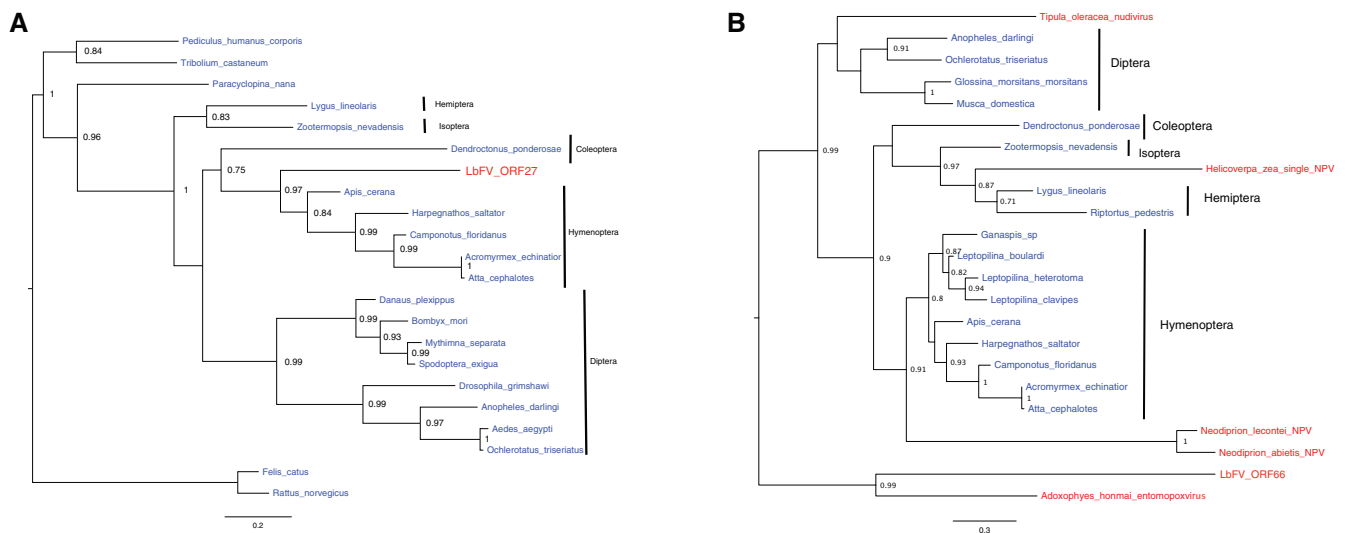 A
Pediculus_humanus_corporis
0.84
Tribolium_castaneum
1
Paracyclopina_nana
0.96
Lygus_lineolaris
Hemiptera
0.83
Zootermopsis_nevadensis
Isoptera
1
Dendroctonus_ponderosae
Coleoptera
0.75
LbFV_ORF27
0.97
Apis_cerana
0.84
Harpegnathos_saltator
0.99
Hymenoptera
Camponotus_floridanus
0.99
Acromyrmex_echinatior
1
Atta_cephalotes
Danaus_plexippus
0.99
Bombyx_mori
0.93
Mythimna_separata
0.99
Spodoptera_exigua
0.99
Diptera
Drosophila_grimshawi
0.99
Anopheles_darlingi
0.97
Aedes_aegypti
1
Ochlerotatus_triseriatus
Felis_catus
Rattus_norvegicus
0.2
B
Tipula_oleracea_nudivirus
Anopheles_darlingi
0.91
Ochlerotatus_triseriatus
Diptera
Glossina_morsitans_morsitans
1
Musca_domestica
Dendroctonus_ponderosae
Coleoptera
0.99
Zootermopsis_nevadensis
Isoptera
0.97
Helicoverpa_zea_single_NPV
0.87
Lygus_lineolaris
0.71
Hemiptera
Riptortus_pedestris
Ganaspis_sp
0.87
Leptopilina_boulardi
0.9
0.82
Leptopilina_heterotoma
0.94
Leptopilina_clavipes
0.8
Apis_cerana
Hymenoptera
Harpegnathos_saltator
0.93
Camponotus_floridanus
0.91
1
Acromyrmex_echinatior
1
Atta_cephalotes
Neodiprion_lecontei_NPV
1
Neodiprion_abietis_NPV
LbFV_ORF66
0.99
Adoxophyes_honmai_entomopoxvirus
0.3